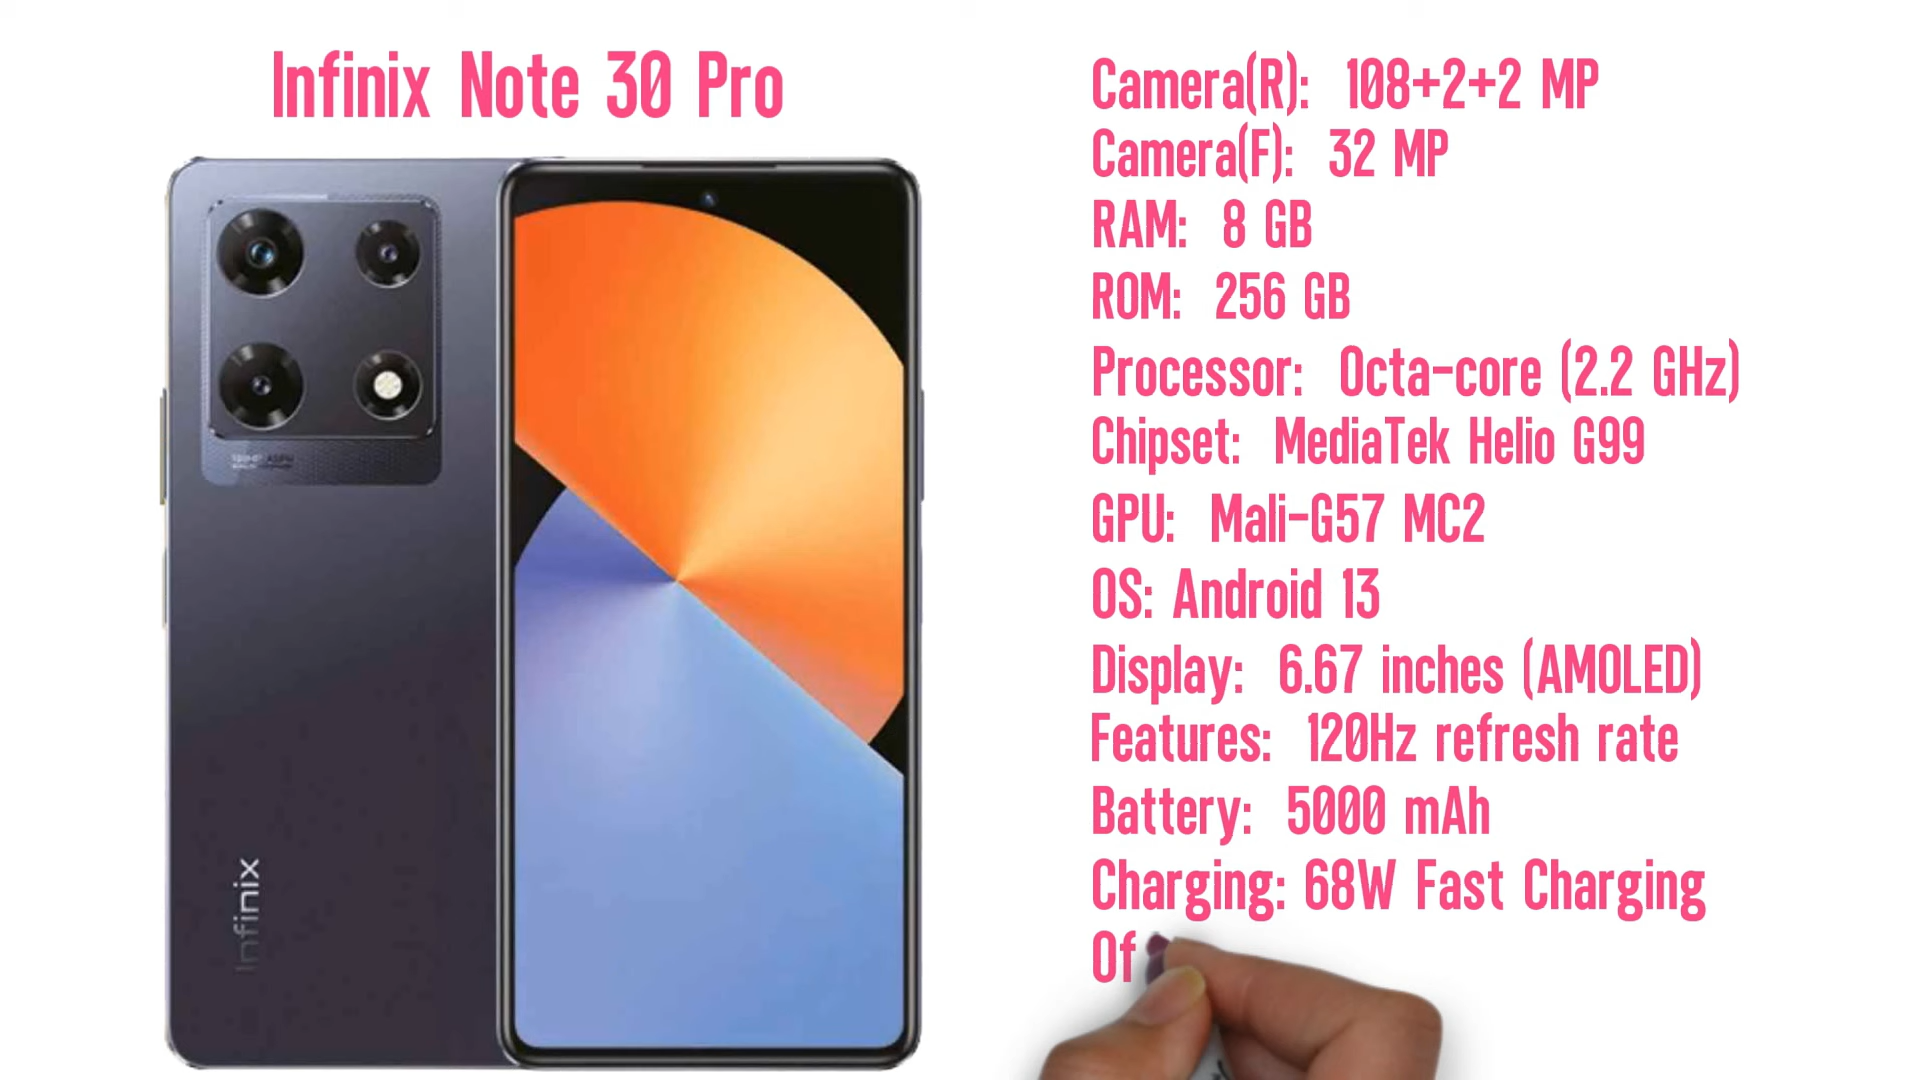 Infinix Note 30 Pro
Infinix
Camera(R): 108+2+2 MP
Camera(F): 32 MP
RAM: 8 GB
ROM: 256 GB
Processor: Octa-core (2.2 GHz)
Chipset: MediaTek Helio G99
GPU: Mali-G57 MC2
OS: Android 13
Display: 6.67 inches (AMOLED)
Features: 120Hz refresh rate
Battery: 5000 mAh
Charging: 68W Fast Charging
Of